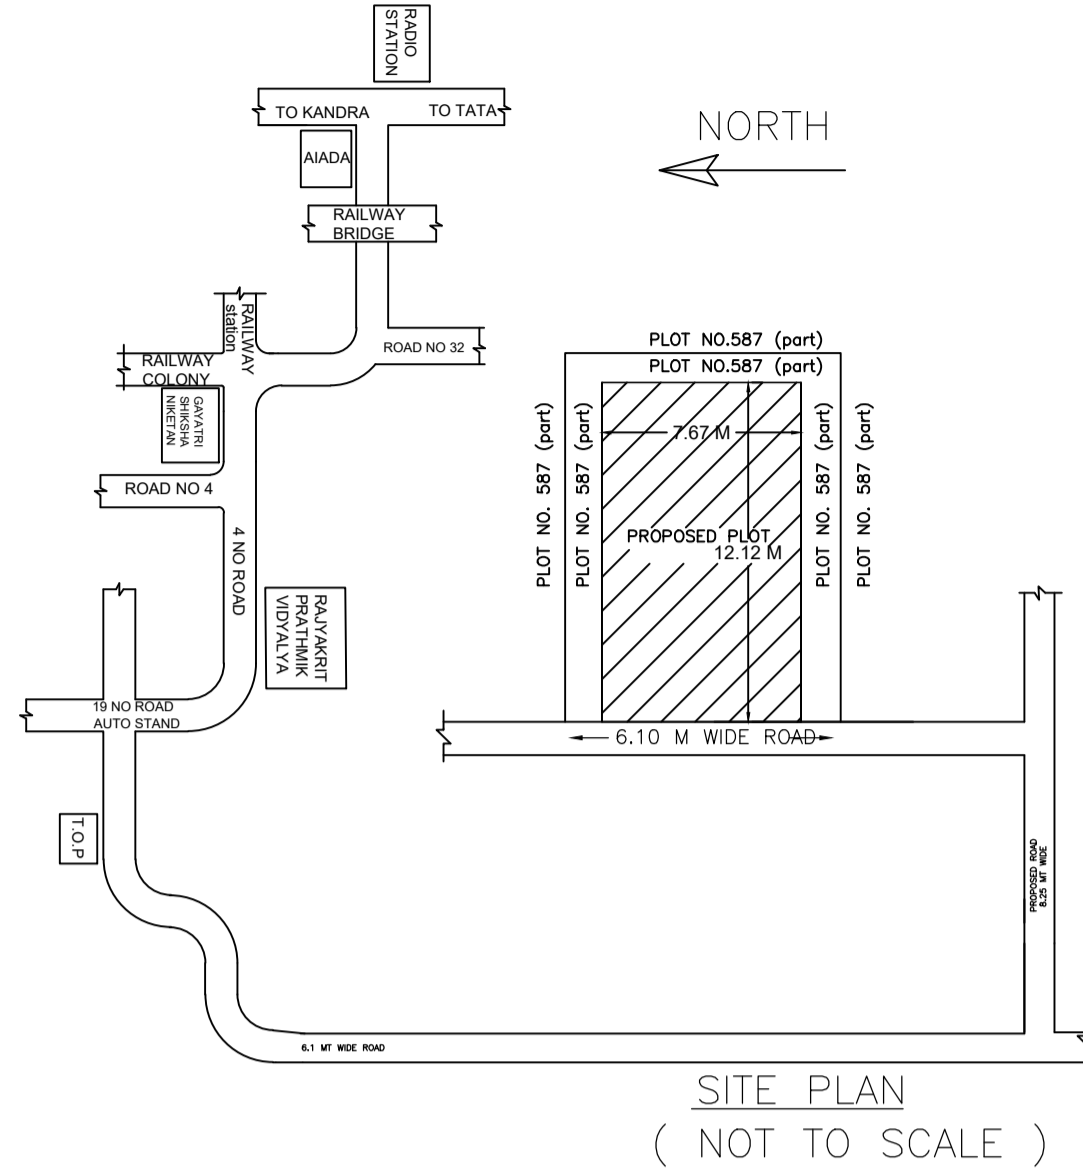 RADIO
STATION
TO KANDRA
TO TATA
AIADA
NORTH
RAILWAY
BRIDGE
RAILWAY
station
ROAD NO 32
RAILWAY
COLONY
GAYATRI
SHIKSHA
NIKETAN
ROAD NO 4
4 NO ROAD
RAJYAKRIT
PRATHMIK
VIDYALYA
19 NO ROAD
AUTO STAND
T.O.P
PLOT NO.587 (part)
PLOT NO.587 (part)
PLOT NO. 587 (part)
PLOT NO. 587 (part)
7.67 M
PROPOSED PLOT
12.12 M
PLOT NO. 587 (part)
PLOT NO. 587 (part)
6.10 M WIDE ROAD
PROPOSED ROAD
8.25 MT WIDE
6.1 MT WIDE ROAD
SITE PLAN
( NOT TO SCALE )